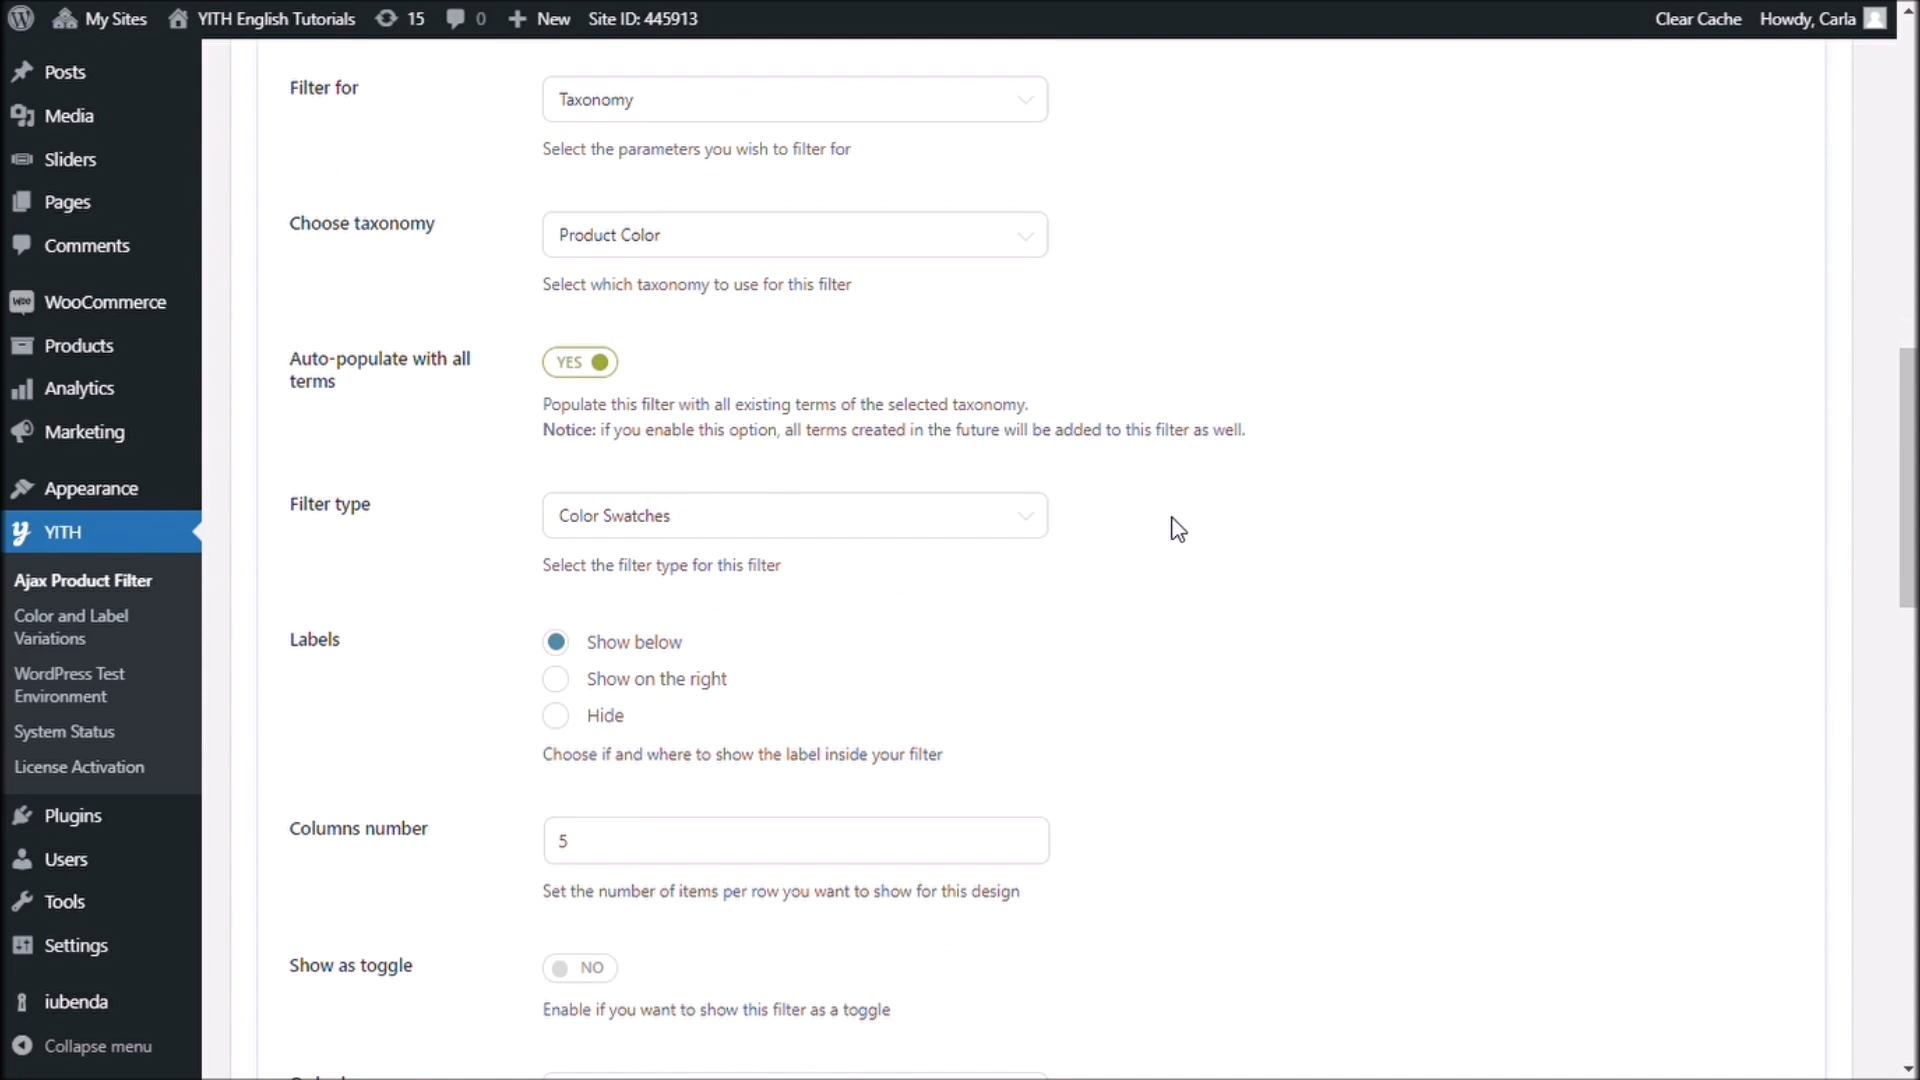 My Sites YITH English Tutorials 15 0 New Site ID: 445913 Clear Cache Howdy, Carla
Posts
Media
Sliders
Pages
Comments
WooCommerce
Products
Analytics
Marketing
Appearance
YITH
Ajax Product Filter
Color and Label
Variations
WordPress Test
Environment
System Status
License Activation
Plugins
Users
Tools
Settings
iubenda
Collapse menu
Filter for
Taxonomy
Select the parameters you wish to filter for
Choose taxonomy
Product Color
Select which taxonomy to use for this filter
Auto-populate with all
terms
YES
Populate this filter with all existing terms of the selected taxonomy.
Notice: if you enable this option, all terms created in the future will be added to this filter as well.
Filter type
Color Swatches
Select the filter type for this filter
Labels
Show below
Show on the right
Hide
Choose if and where to show the label inside your filter
Columns number
5
Set the number of items per row you want to show for this design
Show as toggle
NO
Enable if you want to show this filter as a toggle